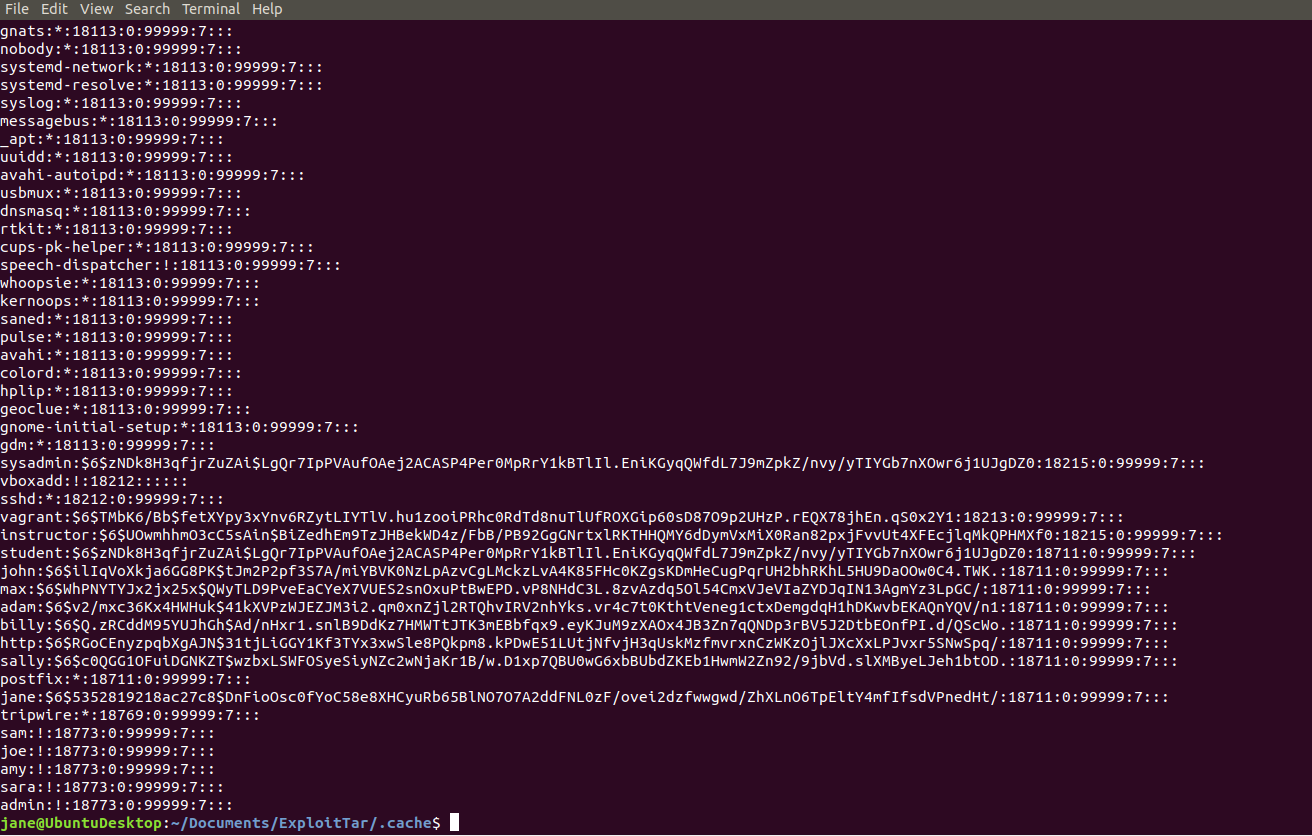 File Edit View Search Terminal Help
gnats:*:18113:0:99999:7:::
nobody:*:18113:0:99999:7:::
systemd-network:*:18113:0:99999:7:::
systemd-resolve:*:18113:0:99999:7:::
syslog:*:18113:0:99999:7:::
messagebus:*:18113:0:99999:7:::
_apt:*:18113:0:99999:7:::
uuidd:*:18113:0:99999:7:::
avahi-autoipd:*:18113:0:99999:7:::
usbmux:*:18113:0:99999:7:::
dnsmasq:*:18113:0:99999:7:::
rtkit:*:18113:0:99999:7:::
cups-pk-helper:*:18113:0:99999:7:::
speech-dispatcher:!:18113:0:99999:7:::
whoopsie:*:18113:0:99999:7:::
kernoops:*:18113:0:99999:7:::
saned:*:18113:0:99999:7:::
pulse:*:18113:0:99999:7:::
avahi:*:18113:0:99999:7:::
colord:*:18113:0:99999:7:::
hplip:*:18113:0:99999:7:::
geoclue:*:18113:0:99999:7:::
gnome-initial-setup:*:18113:0:99999:7:::
gdm:*:18113:0:99999:7:::
sysadmin:$6$zNDk8H3qfjrZuZAi$LgQr7IpPVAufOAej2ACASP4Per0MpRrY1kBTlIl.EniKGyqQWfdL7J9mZpkZ/nvy/yTIYGb7nXOwr6j1UJgDZ0:18215:0:99999:7:::
vboxadd:!:18212::::::
sshd:*:18212:0:99999:7:::
vagrant:$6$TMbK6/Bb$fetXYpy3xYnv6RZytLIYTlV.hu1zooiPRhc0RdTd8nuTlUfROXGip60sD87O9p2UHzP.rEQX78jhEn.qS0x2Y1:18213:0:99999:7:::
instructor:$6$UOwmhhmO3cC5sAin$BiZedhEm9TzJHBekWD4z/FbB/PB92GgGNrtxlRKTHHQMY6dDymVxMiX0Ran82pxjFvvUt4XFEcjlqMkQPHMXf0:18215:0:99999:7:::
student:$6$zNDk8H3qfjrZuZAi$LgQr7IpPVAufOAej2ACASP4Per0MpRrY1kBTlIl.EniKGyqQWfdL7J9mZpkZ/nvy/yTIYGb7nXOwr6j1UJgDZ0:18711:0:99999:7:::
john:$6$ilIqVoXkja6GG8PK$tJm2P2pf3S7A/miYBVK0NzLpAzvCgLMckzLvA4K85FHc0KZgsKDmHeCugPqrUH2bhRKhL5HU9DaOOw0C4.TWK.:18711:0:99999:7:::
max:$6$WhPNYTYJx2jx25x$QWyTLD9PveEaCYeX7VUES2snOxuPtBwEPD.vP8NHdC3L.8zvAzdq5Ol54CmxVJeVIaZYDJqIN13AgmYz3LpGC/:18711:0:99999:7:::
adam:$6$v2/mxc36Kx4HWHuk$41kXVPzWJEZJM3i2.qm0xnZjl2RTQhvIRV2nhYks.vr4c7t0KthtVeneg1ctxDemgdqH1hDKwvbEKAQnYQV/n1:18711:0:99999:7:::
billy:$6$Q.zRCddM95YUJhGh$Ad/nHxr1.snlB9DdKz7HMWTtJTK3mEBbfqx9.eyKJuM9zXAOx4JB3Zn7qQNDp3rBV5J2DtbEOnfPI.d/QScWo.:18711:0:99999:7:::
http:$6$RGoCEnyzpqbXgAJN$31tjLiGGY1Kf3TYx3xwSle8PQkpm8.kPDwE51LUtjNfvjH3qUskMzfmvrxnCzWKzOjlJXcXxLPJvxr5SNwSpq/:18711:0:99999:7:::
sally:$6$c0QGG1OFuiDGNKZT$wzbxLSWFOSyeSiyNZc2wNjaKr1B/w.D1xp7QBU0wG6xbBUbdZKEb1HwmW2Zn92/9jbVd.slXMByeLJeh1btOD.:18711:0:99999:7:::
postfix:*:18711:0:99999:7:::
jane:$6$5352819218ac27c8$DnFioOsc0fYoC58e8XHCyuRb65BlNO7O7A2ddFNL0zF/ovei2dzfwwgwd/ZhXLnO6TpEltY4mfIfsdVPnedHt/:18711:0:99999:7:::
tripwire:*:18769:0:99999:7:::
sam:!:18773:0:99999:7:::
joe:!:18773:0:99999:7:::
amy:!:18773:0:99999:7:::
sara:!:18773:0:99999:7:::
admin:!:18773:0:99999:7:::
jane@UbuntuDesktop:~/Documents/ExploitTar/.cache$